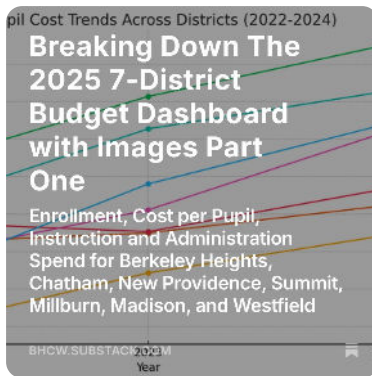 pil Cost Trends Across Districts (2022-2024)
Breaking Down The
2025 7-District
Budget Dashboard
with Images Part
One
Enrollment, Cost per Pupil,
Instruction and Administration
Spend for Berkeley Heights,
Chatham, New Providence, Summit,
Millburn, Madison, and Westfield
BHCW.SUBSTACK.COM
2023
Year